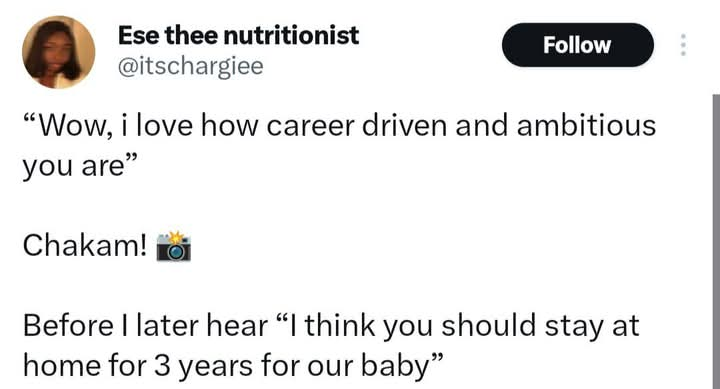 Ese thee nutritionist
Follow
@itschargiee
“Wow, i love how career driven and ambitious
you are”
Chakam! 📸
Before I later hear “I think you should stay at
home for 3 years for our baby”